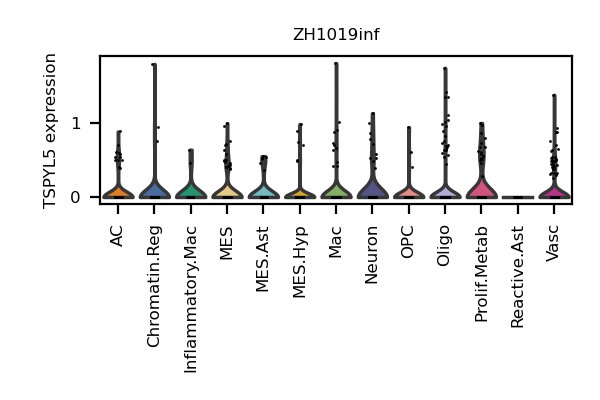 ZH1019inf
TSPYL5 expression
1
0
AC
Chromatin.Reg
Inflammatory.Mac
MES
MES.Ast
MES.Hyp
Mac
Neuron
OPC
Oligo
Prolif.Metab
Reactive.Ast
Vasc